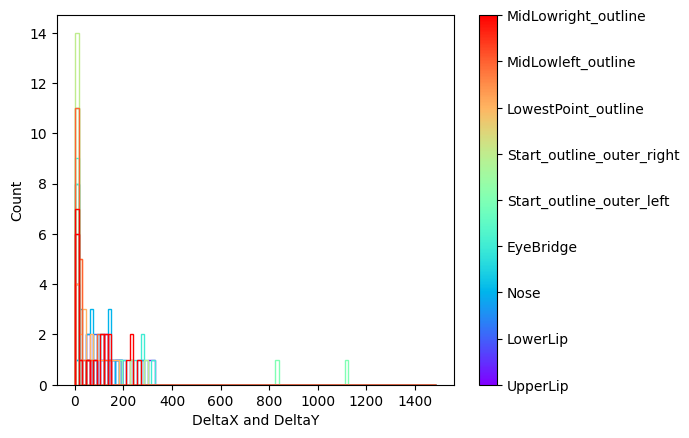 14
12
10
8
6
4
2
0
Count
0 200 400 600 800 1000 1200 1400
DeltaX and DeltaY
MidLowright_outline
MidLowleft_outline
LowestPoint_outline
Start_outline_outer_right
Start_outline_outer_left
EyeBridge
Nose
LowerLip
UpperLip